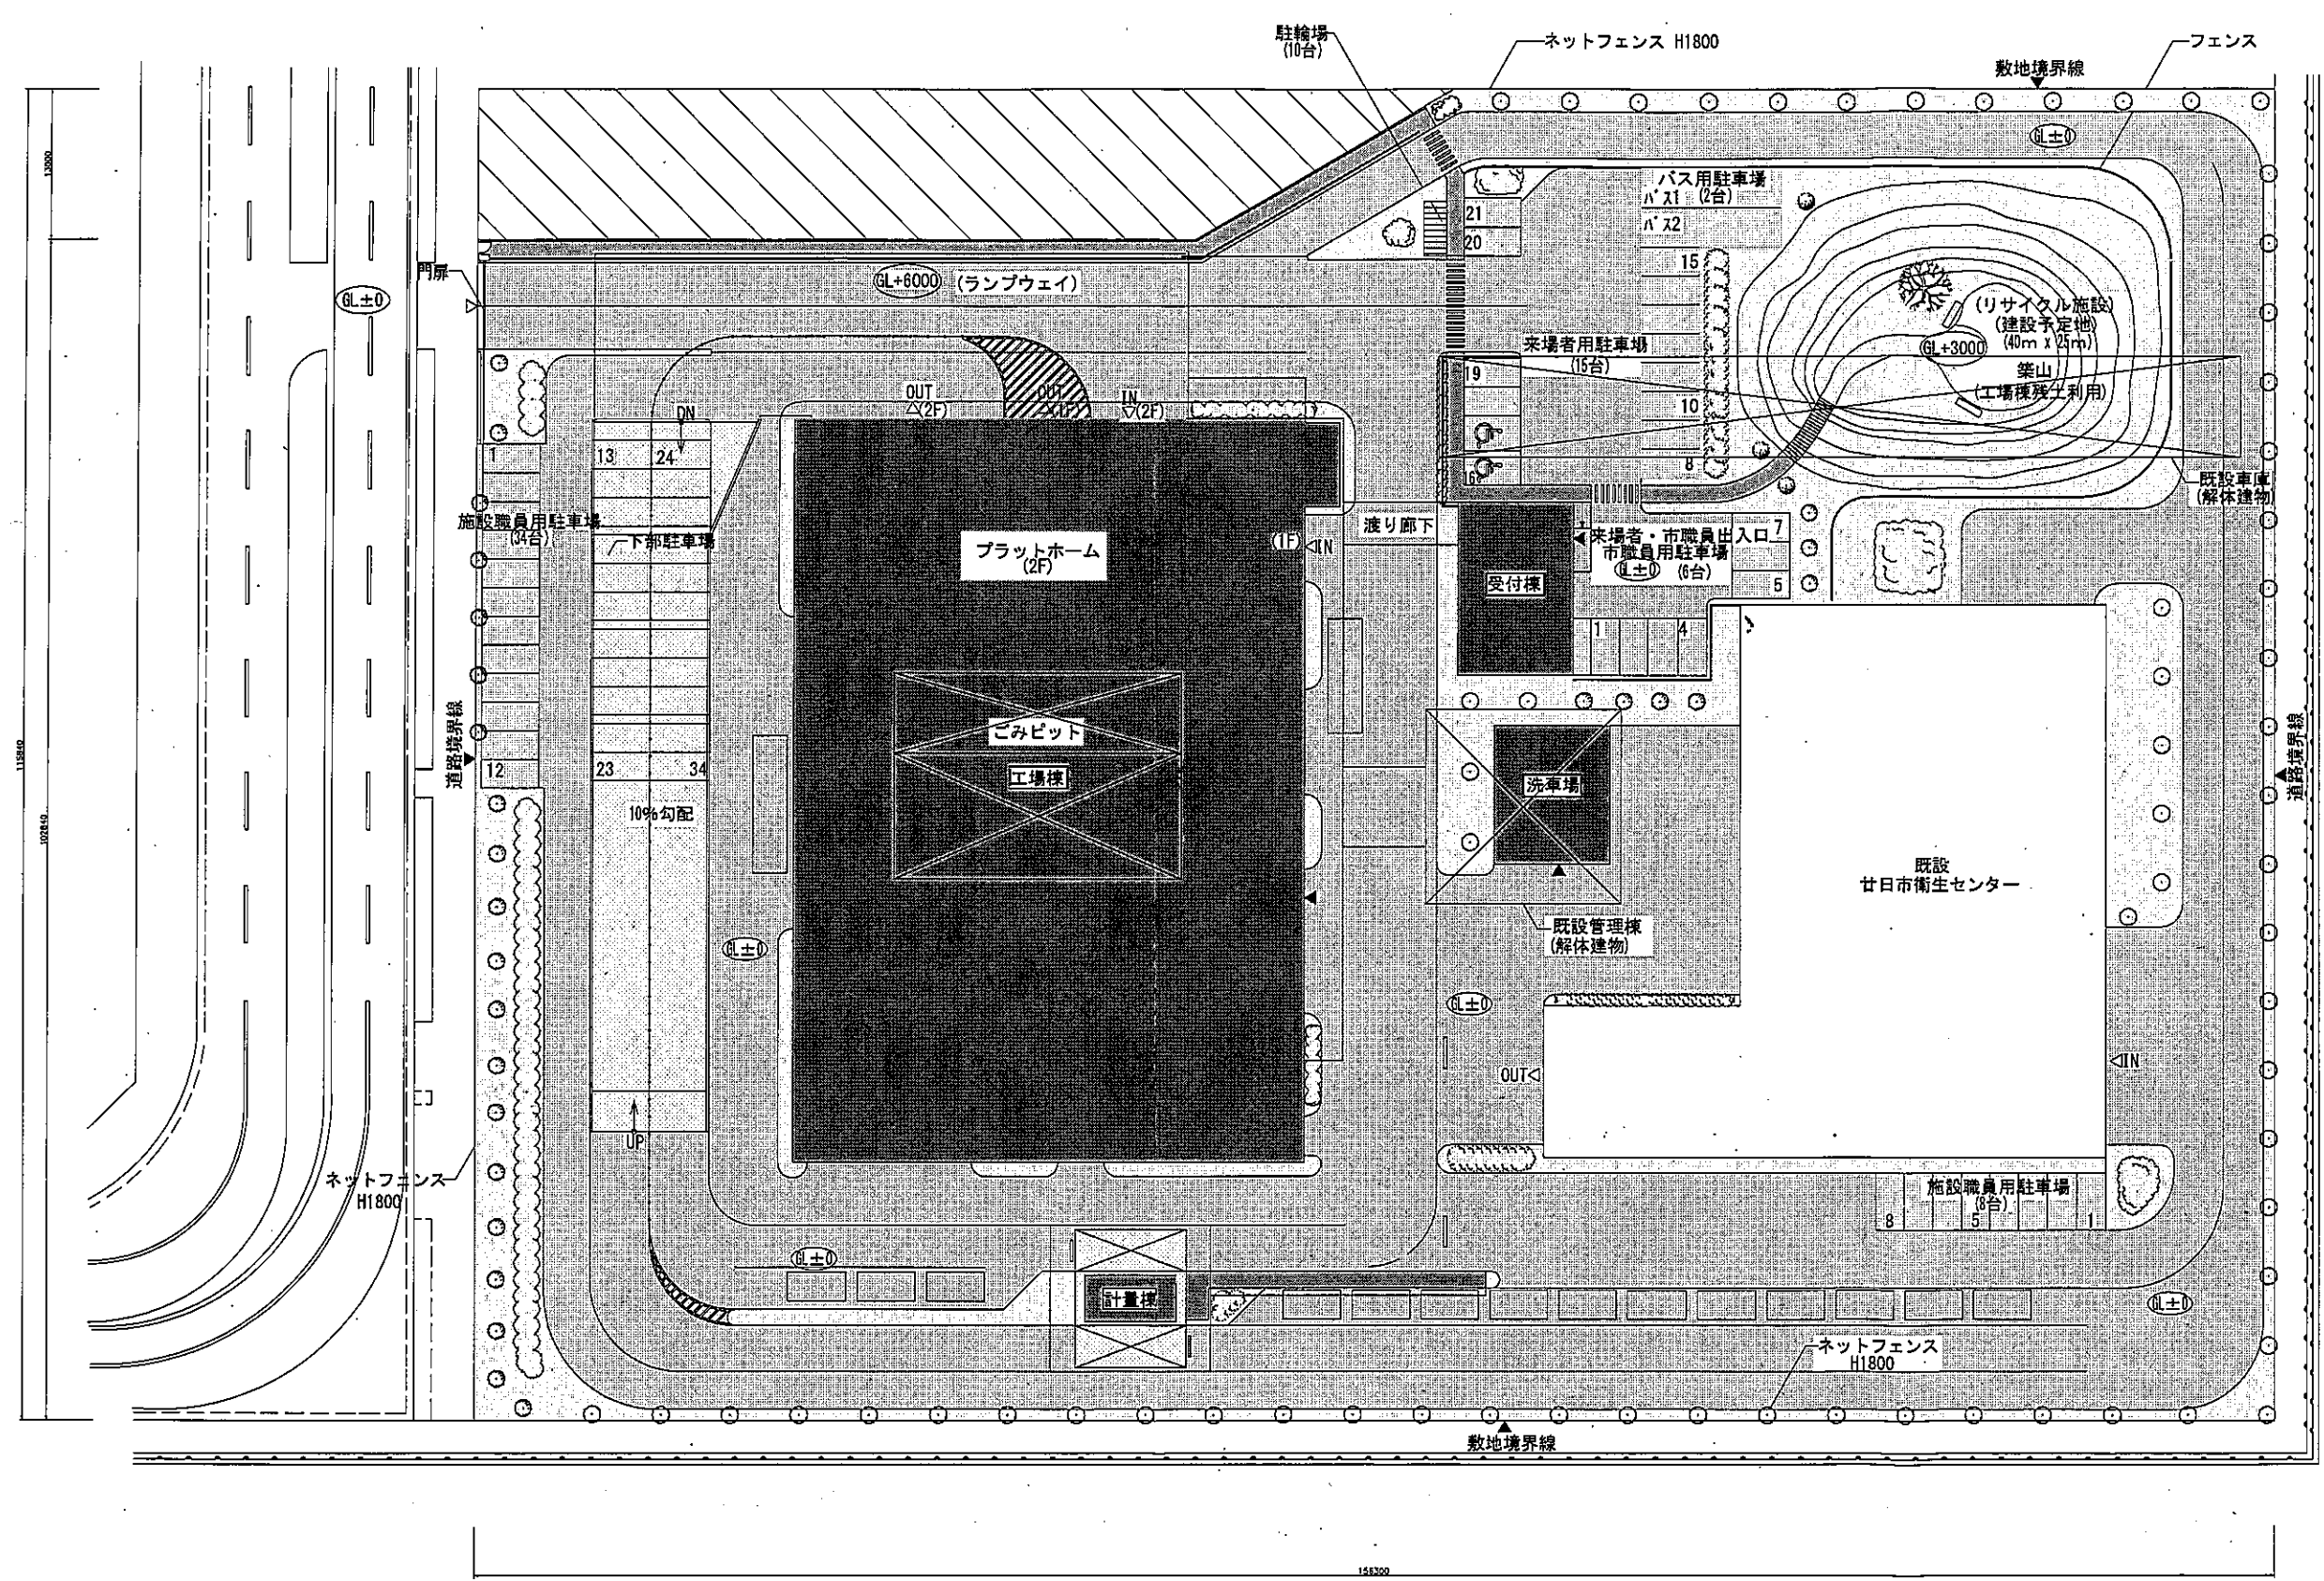 駐輪場
(10台)
ネットフェンス H1800
フェンス
敷地境界線
13000
GL±0
バス用駐車場
(2台)
バス1
バス2
21
20
門扉
GL±0
GL+6000
(ランプウェイ)
15
(リサイクル施設)
(建設予定地)
(40m x 25m)
GL+3000
築山
(工場棟残土利用)
来場者用駐車場
(15台)
19
10
8
16
OUT
(2F)
OUT
(1F)
IN
(2F)
DN
1
13
24
既設車庫
(解体建物)
施設職員用駐車場
(34台)
下部駐車場
プラットホーム
(2F)
(1F)
IN
渡り廊下
来場者・市職員出入口
市職員用駐車場
GL±0
(6台)
7
5
受付棟
1
4
ごみピット
工場棟
道路境界線
12
23
34
10%勾配
洗車場
道路境界線
115840
102840
既設
廿日市衛生センター
既設管理棟
(解体建物)
GL±0
GL±0
OUT
IN
UP
ネットフェンス
H1800
施設職員用駐車場
(8台)
8
5
1
GL±0
計量棟
GL±0
ネットフェンス
H1800
敷地境界線
156300